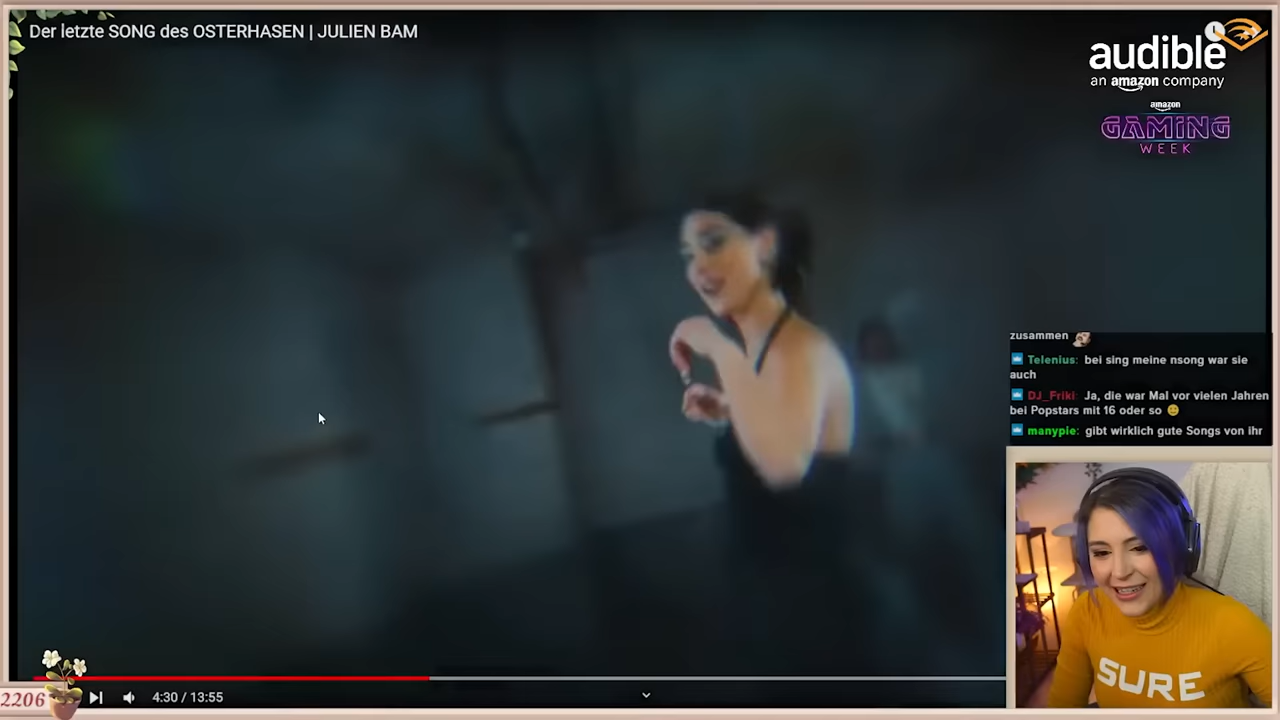 Der letzte SONG des OSTERHASEN | JULIEN BAM
audible
an amazon company
amazon
GAMING
WEEK
zusammen
Telenius: bei sing meine nsong war sie
auch
DJ_Friki: Ja, die war Mal vor vielen Jahren
bei Popstars mit 16 oder so
manypie: gibt wirklich gute Songs von ihr
SURE
2206
4:30 / 13:55